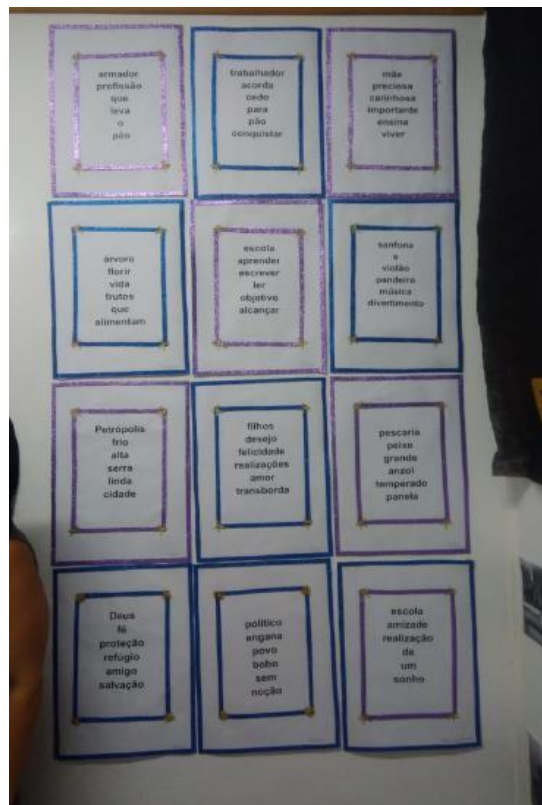 armador
profissão
que
leva
o
pão
trabalhador
acorda
cedo
para
pão
conquistar
mãe
preciosa
carinhosa
importante
ensina
viver
árvore
florir
vida
frutos
que
alimentam
escola
aprender
escrever
ler
objetivo
alcançar
sanfona
e
violão
pandeiro
música
divertimento
Petrópolis
frio
alta
serra
linda
cidade
filhos
desejo
felicidade
realizações
amor
transborda
pescaria
peixe
grande
anzol
temperado
panela
Deus
fé
proteção
refúgio
amigo
salvação
político
engana
povo
bobo
sem
noção
escola
amizade
realização
de
um
sonho